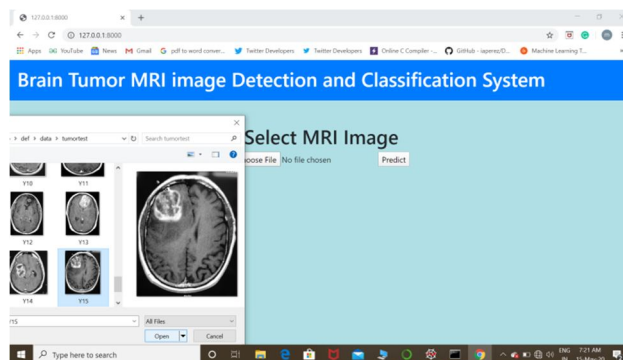 127.0.0.1:8000
127.0.0.1:8000
Apps YouTube News Gmail pdf to word conver... Twitter Developers Twitter Developers Online C Compiler -... GitHub - iaperez/D... Machine Learning T...
Brain Tumor MRI image Detection and Classification System
def › data › tumortest Search tumortest
Select MRI Image
oose File No file chosen Predict
Y10 Y11
Y12 Y13
Y14 Y15
All Files
Open Cancel
Type here to search
ENG 7:21 AM